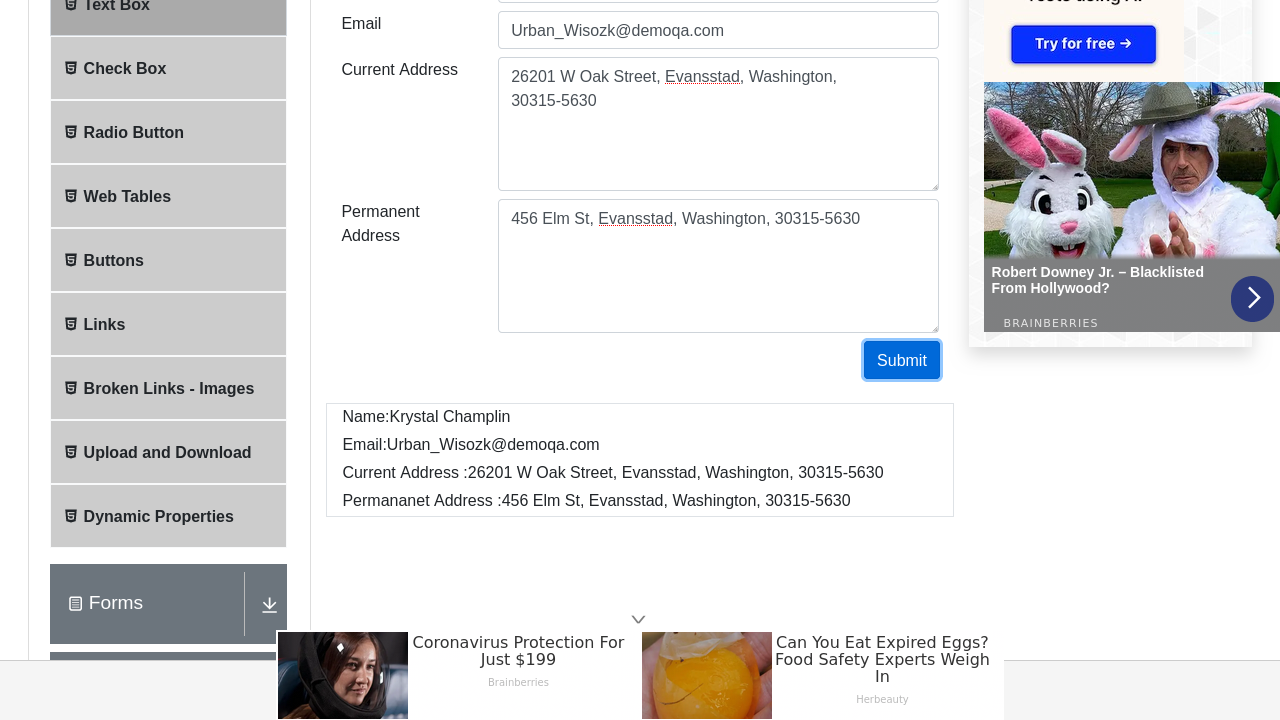 Text Box
Check Box
Radio Button
Web Tables
Buttons
Links
Broken Links - Images
Upload and Download
Dynamic Properties
Forms
Email
Urban_Wisozk@demoqa.com
Current Address
26201 W Oak Street, Evansstad, Washington,
30315-5630
Permanent
Address
456 Elm St, Evansstad, Washington, 30315-5630
Submit
Name:Krystal Champlin
Email:Urban_Wisozk@demoqa.com
Current Address :26201 W Oak Street, Evansstad, Washington, 30315-5630
Permananet Address :456 Elm St, Evansstad, Washington, 30315-5630
Try for free →
Robert Downey Jr. – Blacklisted
From Hollywood?
BRAINBERRIES
Coronavirus Protection For
Just $199
Brainberries
Can You Eat Expired Eggs?
Food Safety Experts Weigh
In
Herbeauty